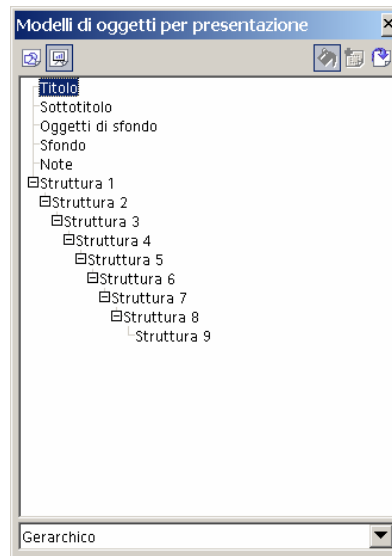 Modelli di oggetti per presentazione
Titolo
Sottotitolo
Oggetti di sfondo
Sfondo
Note
Struttura 1
Struttura 2
Struttura 3
Struttura 4
Struttura 5
Struttura 6
Struttura 7
Struttura 8
Struttura 9
Gerarchico